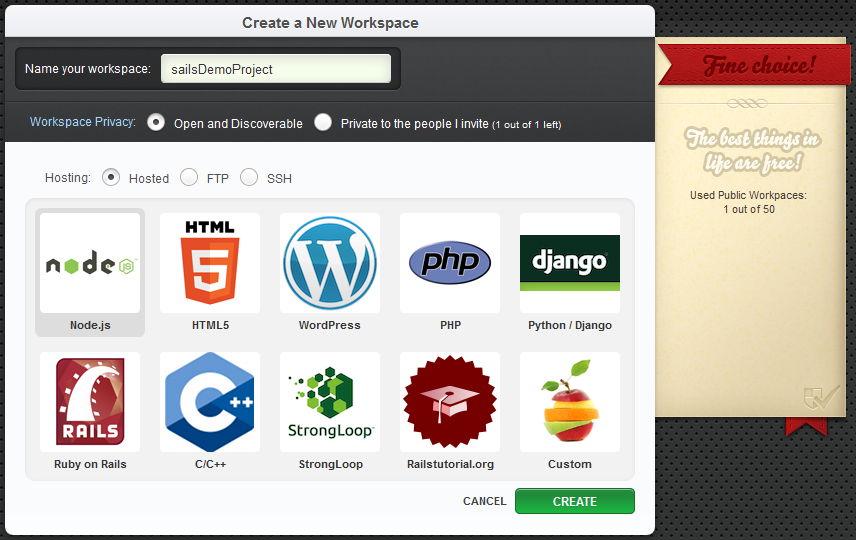 Create a New Workspace
Name your workspace: sailsDemoProject
Workspace Privacy: Open and Discoverable Private to the people I invite (1 out of 1 left)
Hosting: Hosted FTP SSH
node JS
HTML 5
W
php
django
Node.js HTML5 WordPress PHP Python / Django
RAILS
C ++
StrongLoop™
Ruby on Rails C/C++ StrongLoop Railstutorial.org Custom
CANCEL CREATE
Fine choice!
The best things in
life are free!
Used Public Workpaces:
1 out of 50